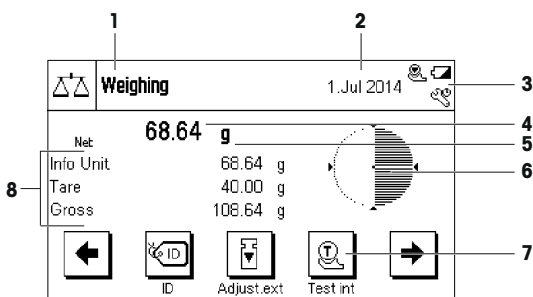 1 2
Weighing 1.Jul 2014 3
68.64 4
Net g 5
Info Unit 68.64 g 6
8 Tare 40.00 g
Gross 108.64 g
ID T 7
ID Adjust.ext Test int